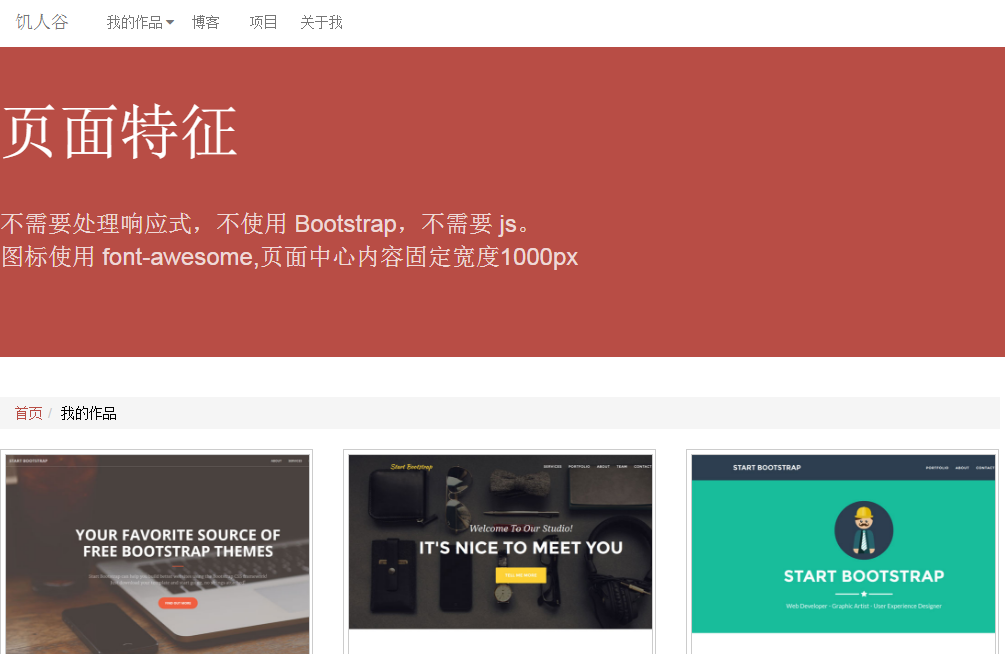 饥人谷 我的作品 博客 项目 关于我
页面特征
不需要处理响应式，不使用 Bootstrap，不需要 js。
图标使用 font-awesome,页面中心内容固定宽度1000px
首页 / 我的作品
START BOOTSTRAP ABOUT SERVICES
YOUR FAVORITE SOURCE OF
FREE BOOTSTRAP THEMES
FIND OUT MORE
Start Bootstrap SERVICES PORTFOLIO ABOUT TEAM CONTACT
Welcome To Our Studio!
IT'S NICE TO MEET YOU
TELL ME MORE
START BOOTSTRAP PORTFOLIO ABOUT CONTACT
START BOOTSTRAP
Web Developer - Graphic Artist - User Experience Designer